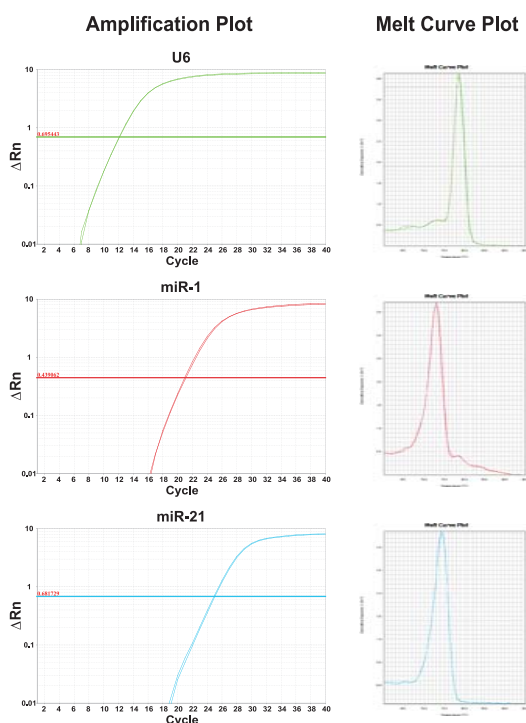 Amplification Plot Melt Curve Plot
U6
Melt Curve Plot
10
1
0.695443
0.1
0.01
ΔRn
2 4 6 8 10 12 14 16 18 20 22 24 26 28 30 32 34 36 38 40
Cycle
miR-1
Melt Curve Plot
10
1
0.439862
0.1
0.01
ΔRn
2 4 6 8 10 12 14 16 18 20 22 24 26 28 30 32 34 36 38 40
Cycle
miR-21
Melt Curve Plot
10
1
0.681729
0.1
0.01
ΔRn
2 4 6 8 10 12 14 16 18 20 22 24 26 28 30 32 34 36 38 40
Cycle